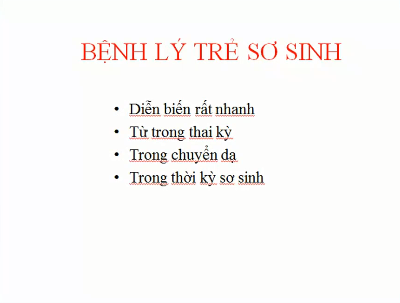 BỆNH LÝ TRẺ SƠ SINH
• Diễn biến rất nhanh
• Từ trong thai kỳ
• Trong chuyển dạ
• Trong thời kỳ sơ sinh